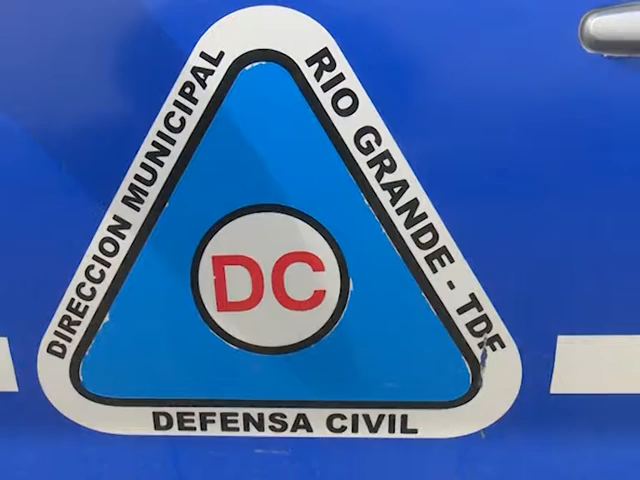 DIRECCION MUNICIPAL
RIO GRANDE - TDF
DC
DEFENSA CIVIL